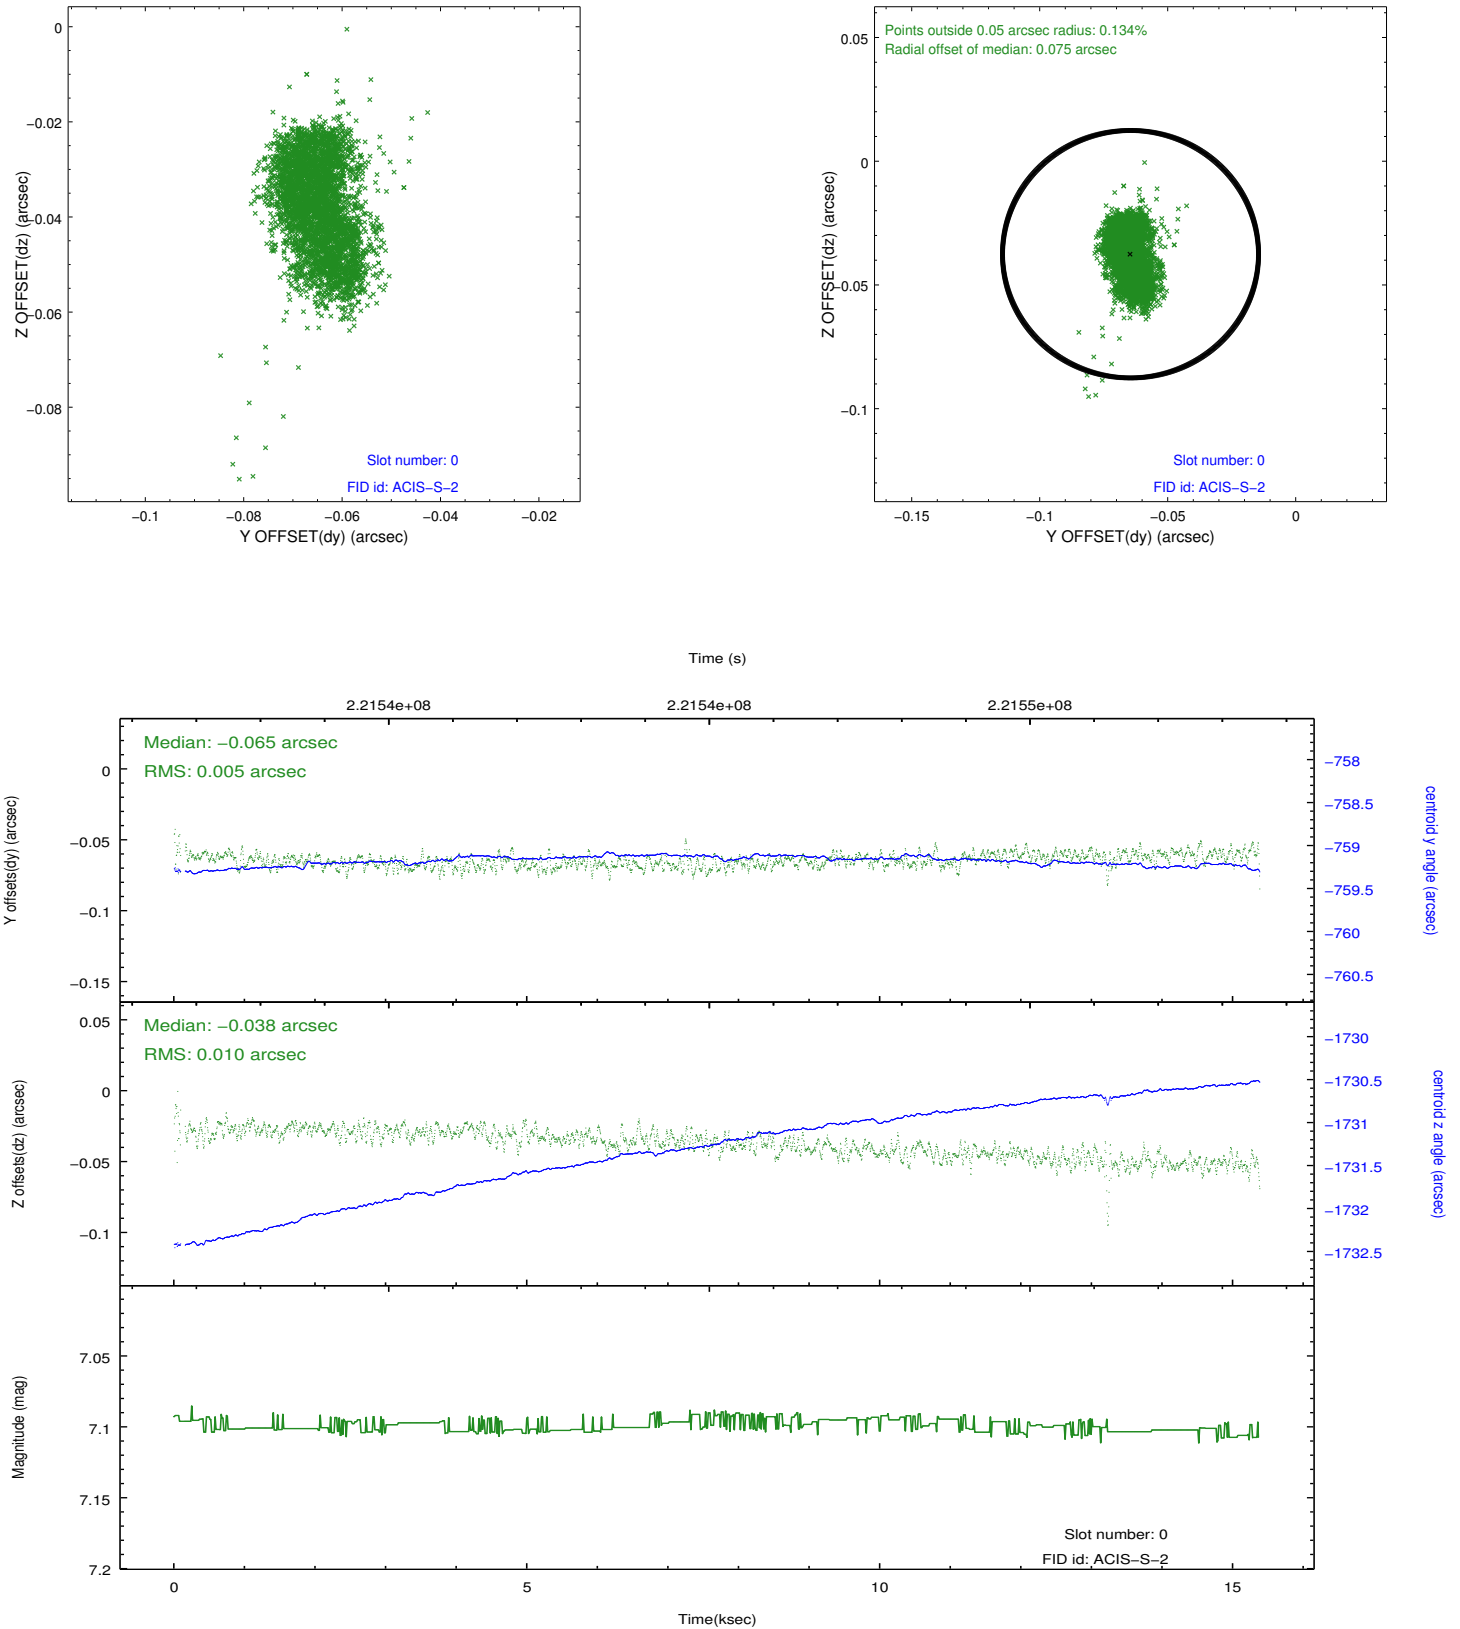 0
−0.02
−0.04
−0.06
−0.08
Z OFFSET(dz) (arcsec)
Slot number: 0
FID id: ACIS−S−2
−0.1
−0.08
−0.06
−0.04
−0.02
Y OFFSET(dy) (arcsec)
Points outside 0.05 arcsec radius: 0.134%
Radial offset of median: 0.075 arcsec
0.05
0
−0.05
−0.1
Z OFFSET(dz) (arcsec)
Slot number: 0
FID id: ACIS−S−2
−0.15
−0.1
−0.05
0
Y OFFSET(dy) (arcsec)
Time (s)
2.2154e+08
2.2154e+08
2.2155e+08
Median: −0.065 arcsec
RMS: 0.005 arcsec
0
−0.05
−0.1
−0.15
Y offsets(dy) (arcsec)
−758
−758.5
−759
−759.5
−760
−760.5
centroid y angle (arcsec)
Median: −0.038 arcsec
RMS: 0.010 arcsec
0.05
0
−0.05
−0.1
Z offsets(dz) (arcsec)
−1730
−1730.5
−1731
−1731.5
−1732
−1732.5
centroid z angle (arcsec)
7.05
7.1
7.15
7.2
Magnitude (mag)
Slot number: 0
FID id: ACIS−S−2
0
5
10
15
Time(ksec)